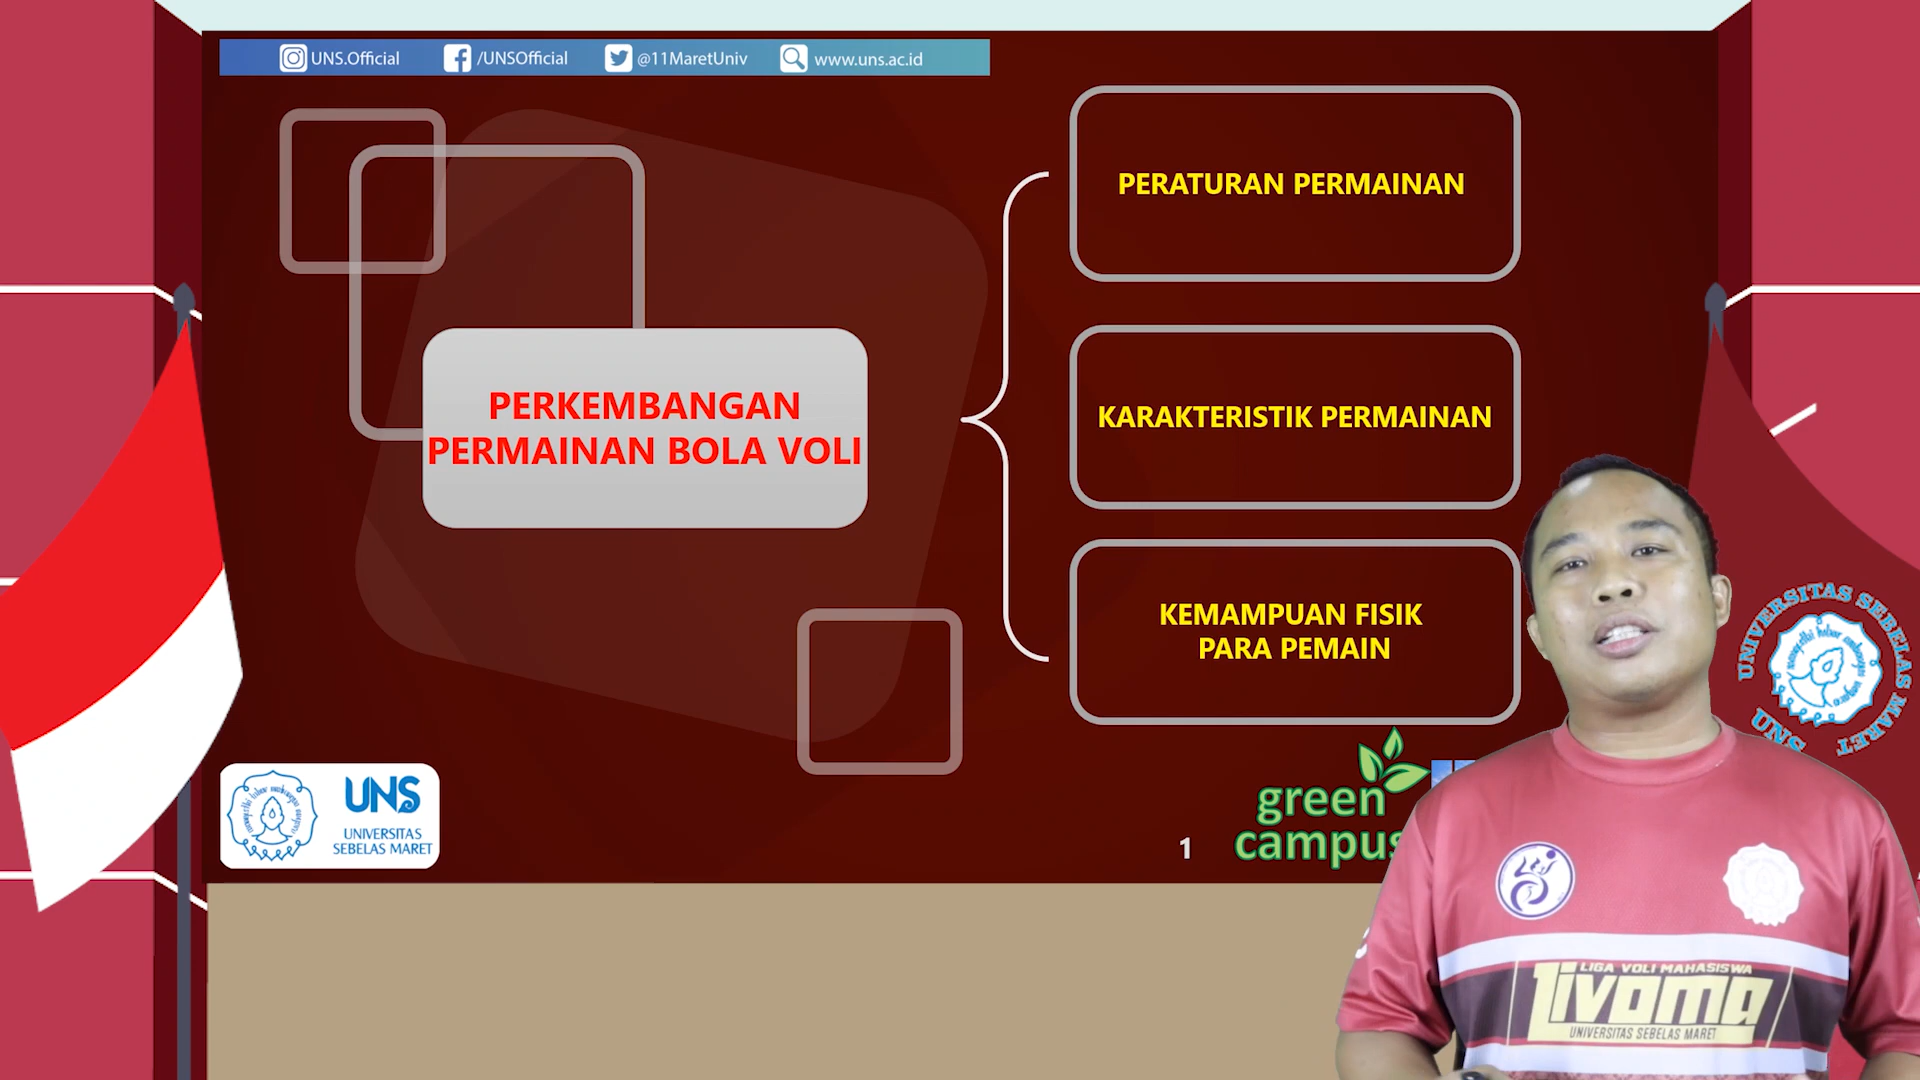 UNS.Official
/UNSOfficial
@11MaretUniv
www.uns.ac.id
PERATURAN PERMAINAN
PERKEMBANGAN
PERMAINAN BOLA VOLI
KARAKTERISTIK PERMAINAN
KEMAMPUAN FISIK
PARA PEMAIN
UNIVERSITAS SEBELAS MARET
UNS
UNS
UNIVERSITAS
SEBELAS MARET
1
green
campus
LIGA VOLI MAHASISWA
Livoma
UNIVERSITAS SEBELAS MARET